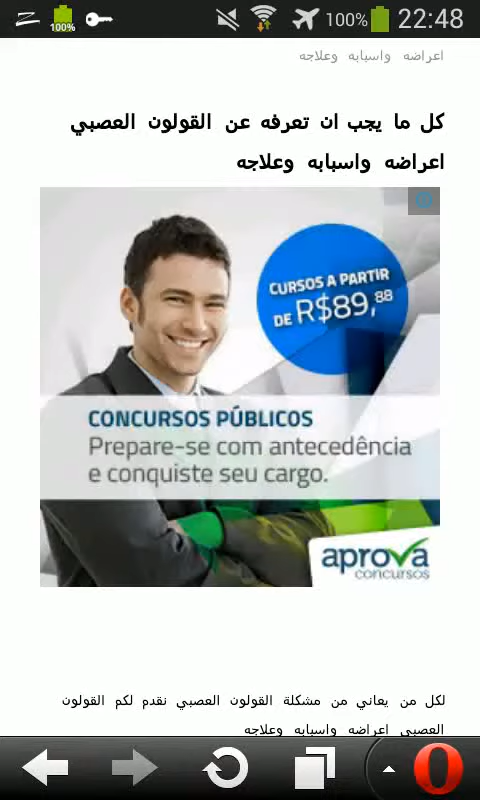 100%
100%
22:48
اعراضه واسبابه وعلاجه
كل ما يجب ان تعرفه عن القولون العصبي
اعراضه واسبابه وعلاجه
CURSOS A PARTIR
DE R$89,88
CONCURSOS PÚBLICOS
Prepare-se com antecedência
e conquiste seu cargo.
aprova
concursos
لكل من يعاني من مشكلة القولون العصبي نقدم لكم القولون
العصبي اعراضه واسبابه وعلاجه